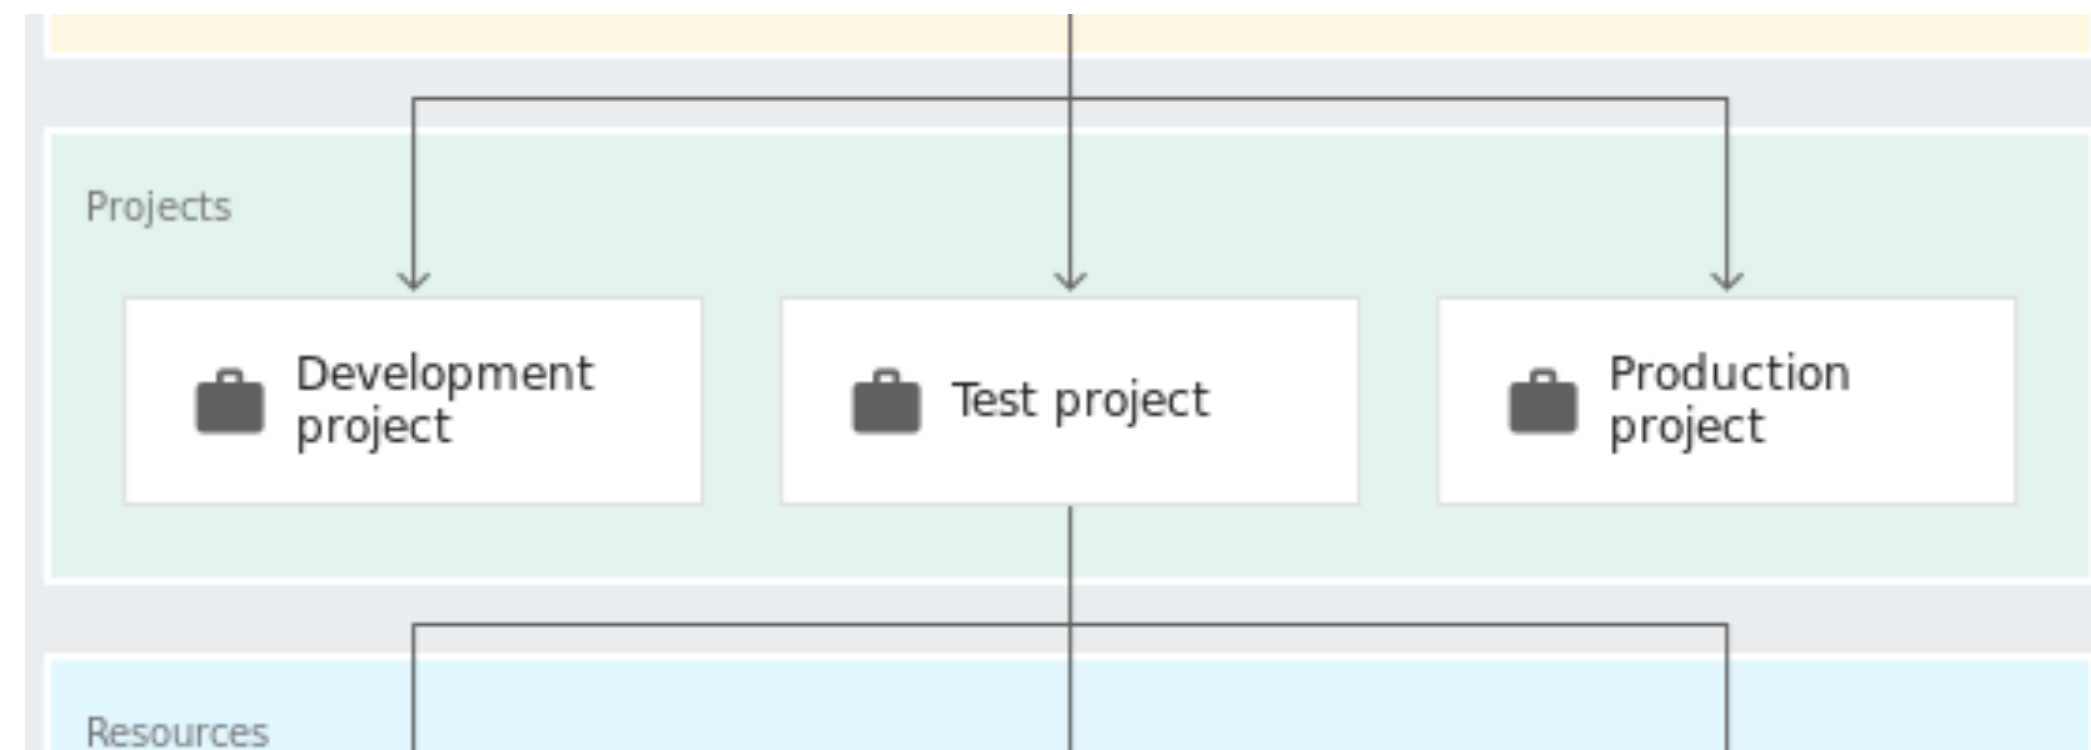 Projects
Development
project
Test project
Production
project
Resources